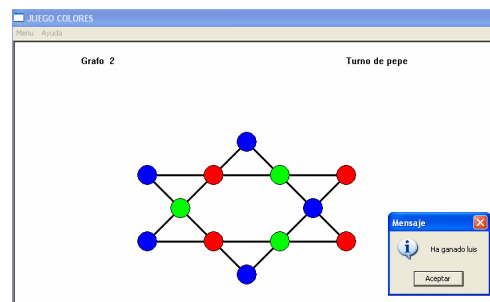 JUEGO COLORES
Menu Ayuda
Grafo 2 Turno de pepe
Mensaje
Ha ganado luis
Aceptar